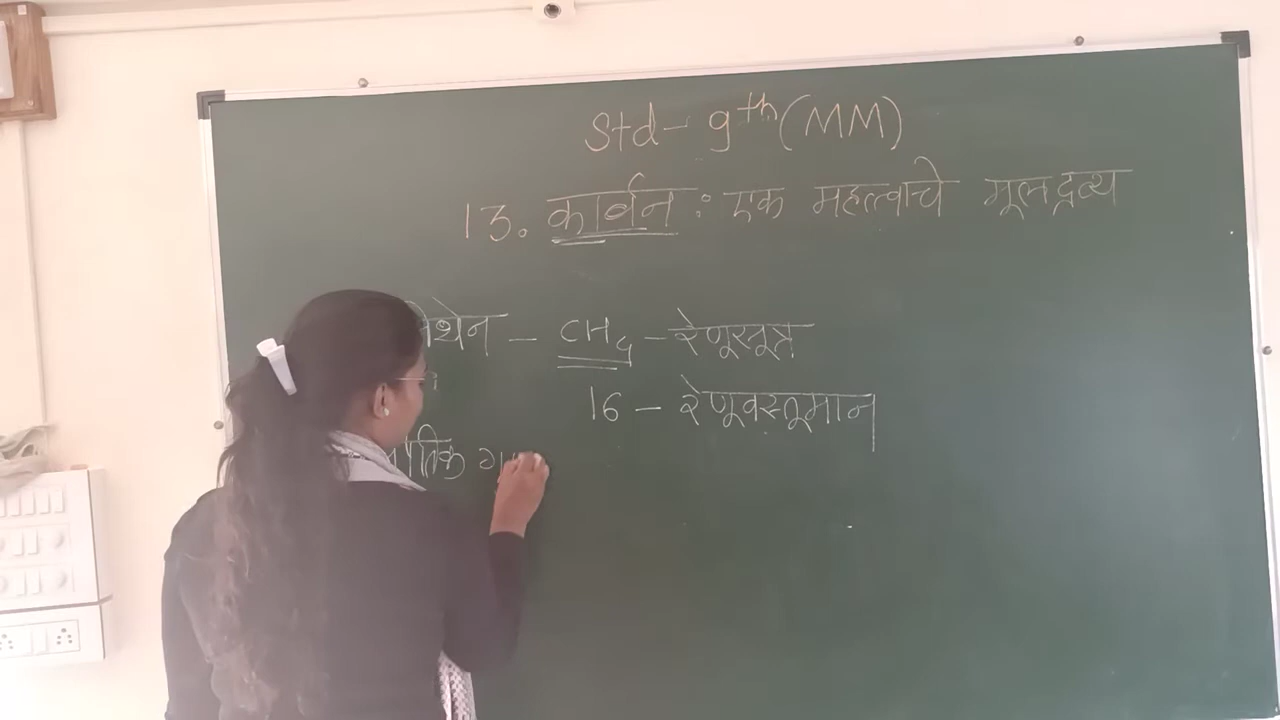 Std - 9th (MM)
13. कार्बन : एक महत्त्वाचे मूलद्रव्य
- CH4 - रेणूसूत्र
16 - रेणूवस्तूमान